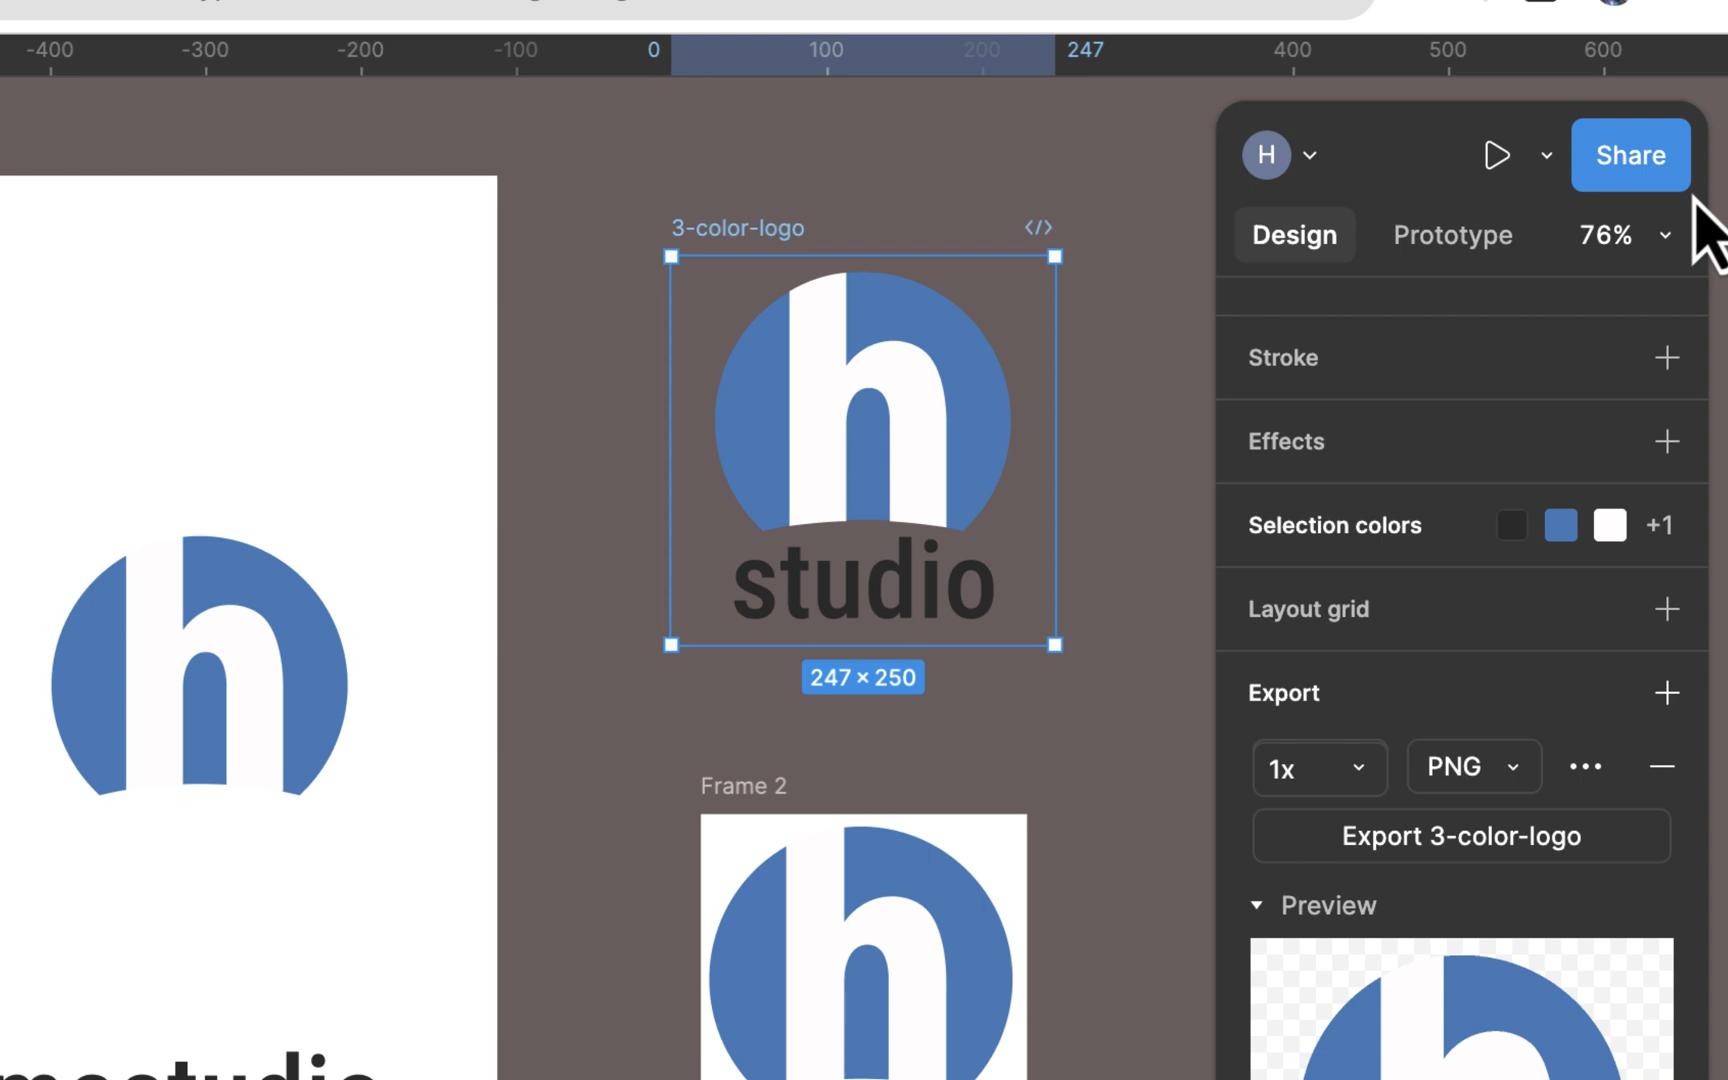 -400 -300 -200 -100 0 100 200 247 400 500 600
H Share
Design Prototype 76%
3-color-logo </>
h
studio
247 × 250
Stroke
Effects
Selection colors +1
Layout grid
Export
1x PNG
Export 3-color-logo
Preview
h
Frame 2
h
h